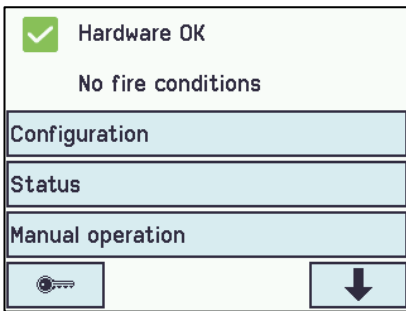 Hardware OK
No fire conditions
Configuration
Status
Manual operation